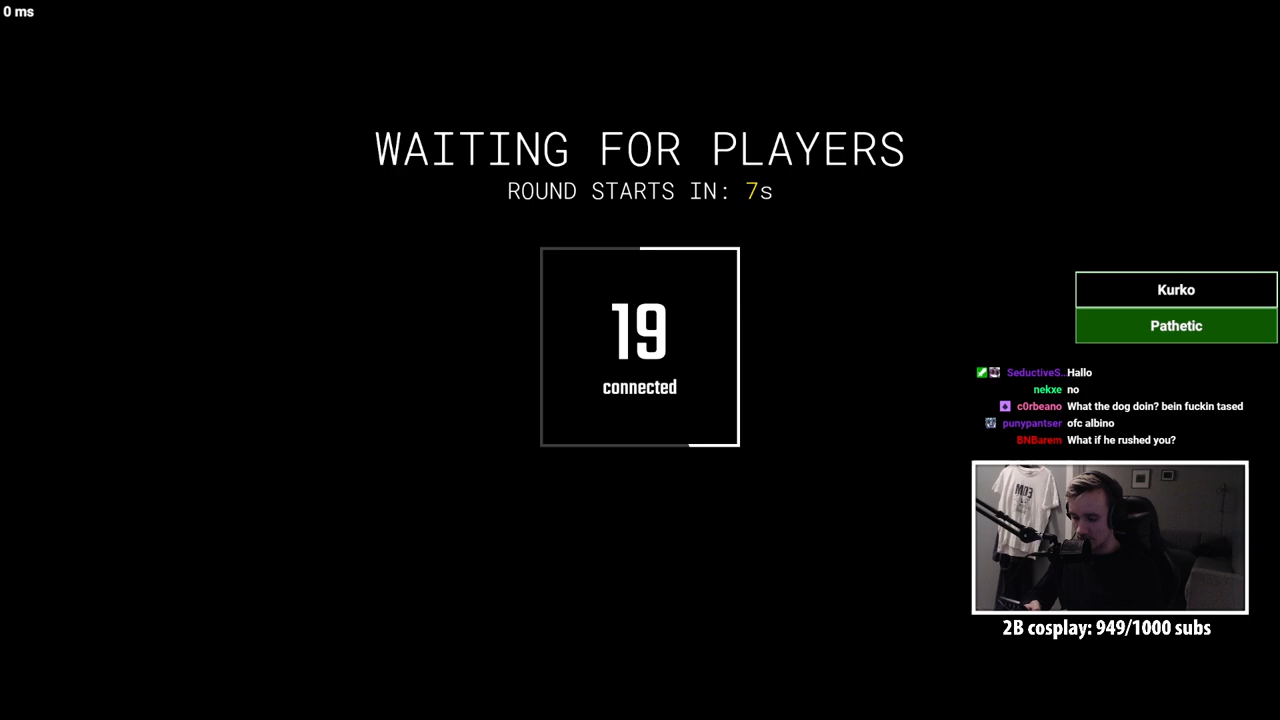 0 ms
WAITING FOR PLAYERS
ROUND STARTS IN: 7s
19
connected
Kurko
Pathetic
SeductiveS... Hallo
nekxe no
c0rbeano What the dog doin? bein fuckin tased
punypantser ofc albino
BNBarem What if he rushed you?
2B cosplay: 949/1000 subs